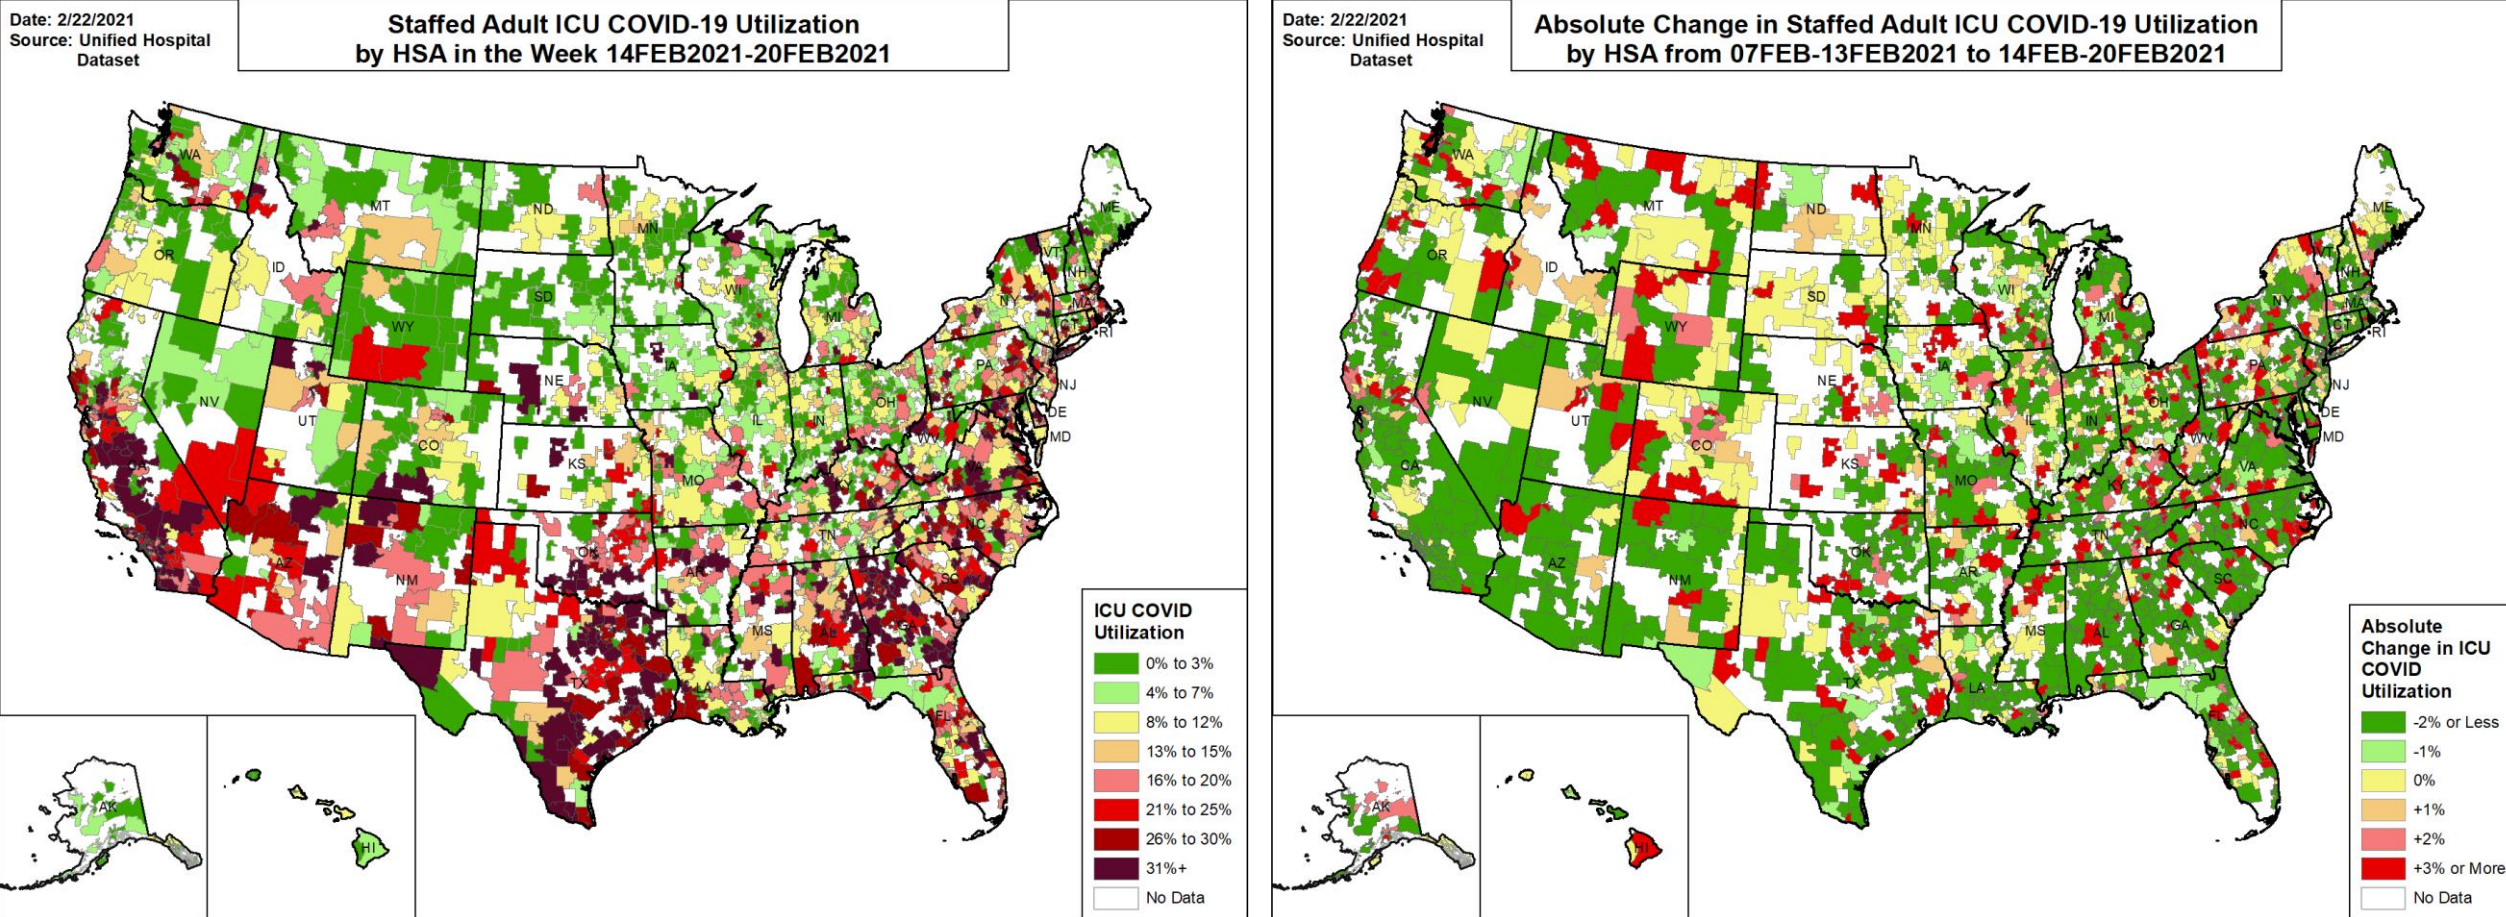 Date: 2/22/2021
Source: Unified Hospital
Dataset
Staffed Adult ICU COVID-19 Utilization
by HSA in the Week 14FEB2021-20FEB2021
WA
MT
ND
MN
ME
OR
ID
SD
WI
VT
NH
NY
MA
CT
RI
WY
MI
NV
UT
NE
IA
PA
NJ
CO
IL
IN
OH
DE
MD
WV
CA
KS
MO
KY
VA
AZ
NM
OK
AR
TN
NC
SC
TX
LA
MS
AL
GA
FL
AK
HI
ICU COVID
Utilization
0% to 3%
4% to 7%
8% to 12%
13% to 15%
16% to 20%
21% to 25%
26% to 30%
31%+
No Data
Date: 2/22/2021
Source: Unified Hospital
Dataset
Absolute Change in Staffed Adult ICU COVID-19 Utilization
by HSA from 07FEB-13FEB2021 to 14FEB-20FEB2021
WA
MT
ND
MN
ME
OR
ID
SD
WI
VT
NH
NY
MA
CT
RI
WY
MI
NV
UT
NE
IA
PA
NJ
CO
IL
IN
OH
DE
MD
WV
CA
KS
MO
KY
VA
AZ
NM
OK
AR
TN
NC
SC
TX
LA
MS
AL
GA
FL
AK
HI
Absolute
Change in ICU
COVID
Utilization
-2% or Less
-1%
0%
+1%
+2%
+3% or More
No Data